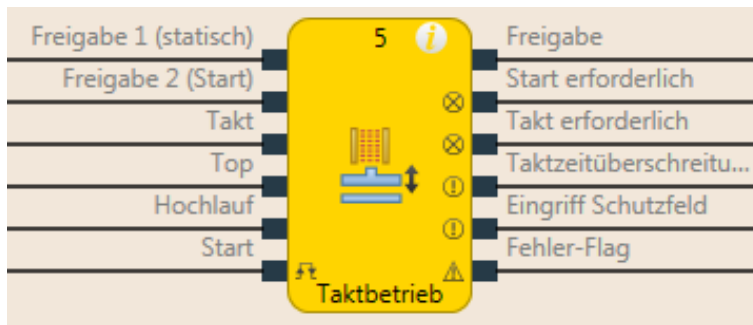 Freigabe 1 (statisch)
5
i
Freigabe
Freigabe 2 (Start)
Start erforderlich
Takt
Takt erforderlich
Top
Taktzeitüberschreitu...
Hochlauf
Eingriff Schutzfeld
Start
Fehler-Flag
Taktbetrieb